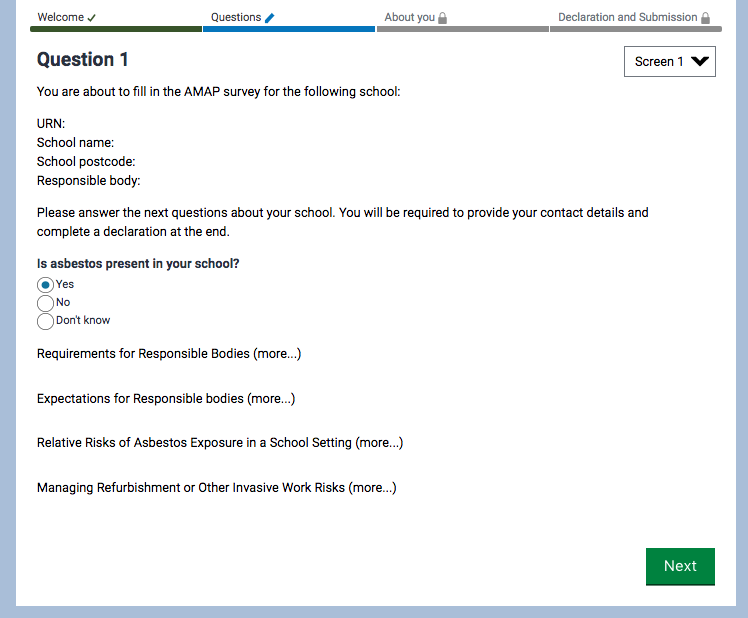 Welcome
Questions
About you
Declaration and Submission
Question 1
Screen 1
You are about to fill in the AMAP survey for the following school:
URN:
School name:
School postcode:
Responsible body:
Please answer the next questions about your school. You will be required to provide your contact details and
complete a declaration at the end.
Is asbestos present in your school?
Yes
No
Don't know
Requirements for Responsible Bodies (more...)
Expectations for Responsible bodies (more...)
Relative Risks of Asbestos Exposure in a School Setting (more...)
Managing Refurbishment or Other Invasive Work Risks (more...)
Next